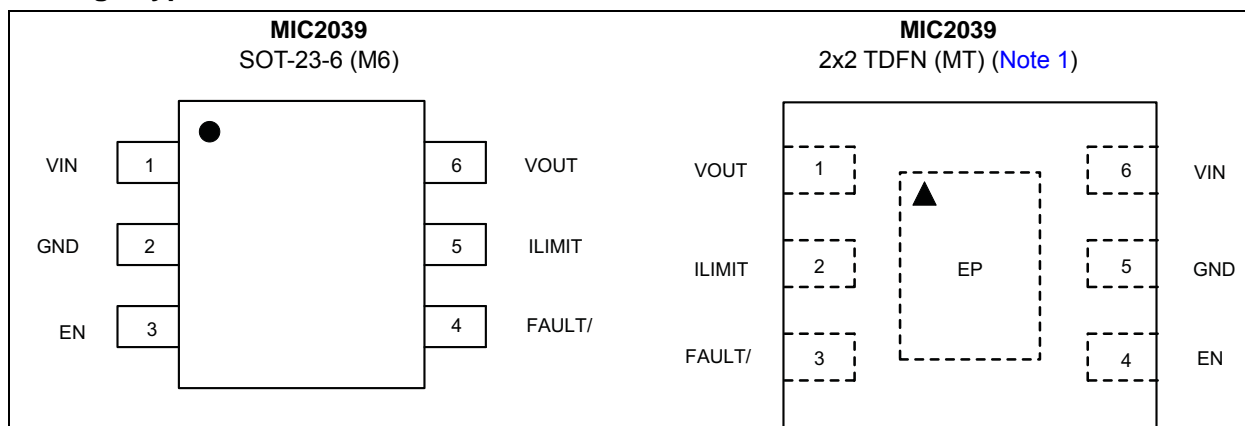 MIC2039
SOT-23-6 (M6)
VIN 1 6 VOUT
GND 2 5 ILIMIT
EN 3 4 FAULT/
MIC2039
2x2 TDFN (MT) (Note 1)
VOUT 1 6 VIN
ILIMIT 2 EP 5 GND
FAULT/ 3 4 EN